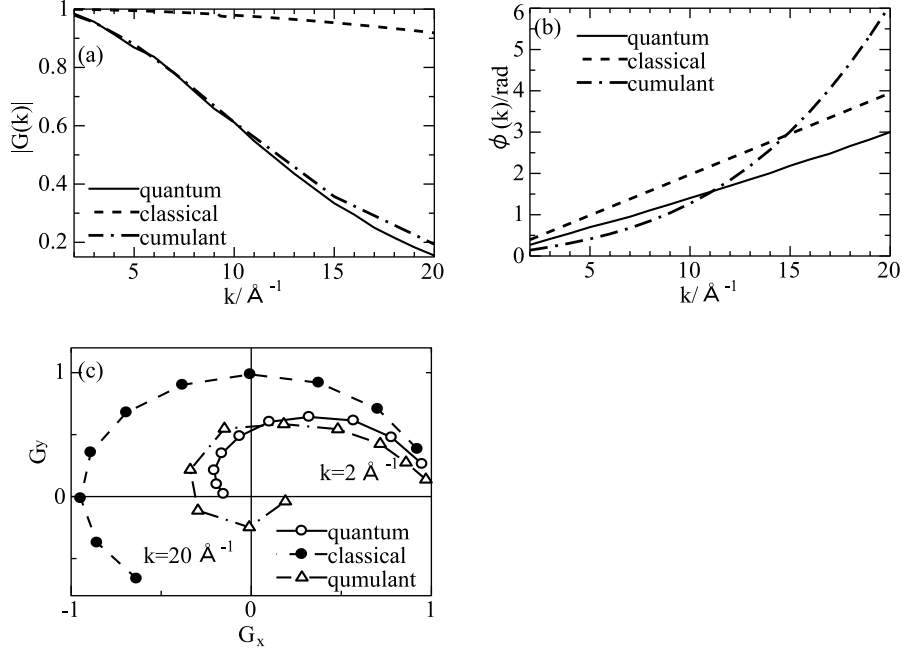 1
(a)
0.8
0.6
0.4
0.2
|G(k)|
quantum
classical
cumulant
5
10
15
20
k/ Å -1
6
(b)
5
4
3
2
1
0
ϕ (k)/rad
quantum
classical
cumulant
5
10
15
20
k/ Å -1
1
(c)
0
Gy
k=2 Å -1
k=20 Å -1
quantum
classical
qumulant
-1
0
1
Gx